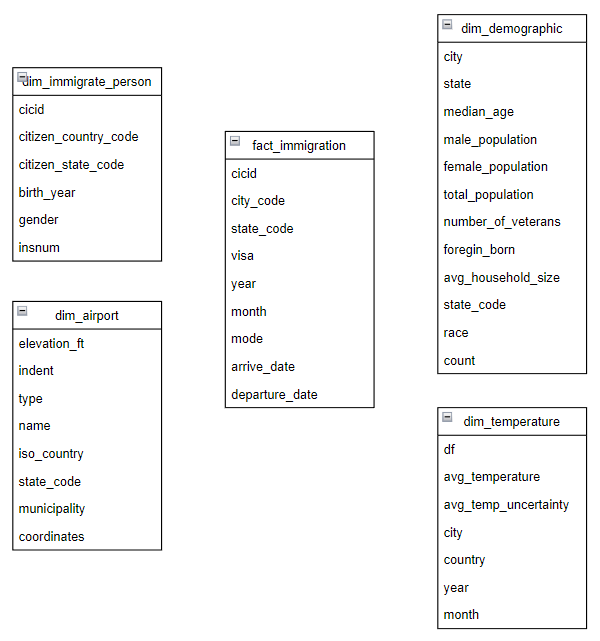 dim_immigrate_person
cicid
citizen_country_code
citizen_state_code
birth_year
gender
insnum
dim_airport
elevation_ft
indent
type
name
iso_country
state_code
municipality
coordinates
fact_immigration
cicid
city_code
state_code
visa
year
month
mode
arrive_date
departure_date
dim_demographic
city
state
median_age
male_population
female_population
total_population
number_of_veterans
foregin_born
avg_household_size
state_code
race
count
dim_temperature
df
avg_temperature
avg_temp_uncertainty
city
country
year
month